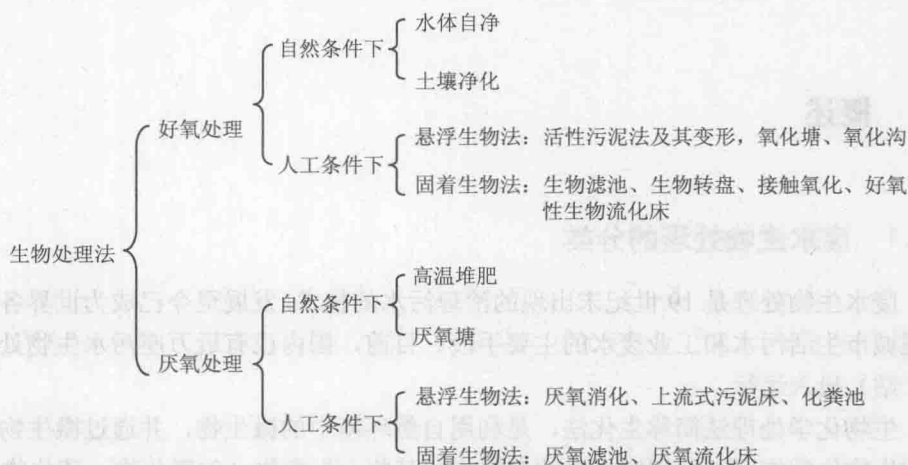 水体自净
自然条件下
土壤净化
好氧处理
悬浮生物法：活性污泥法及其变形，氧化塘、氧化沟
人工条件下
固着生物法：生物滤池、生物转盘、接触氧化、好氧
性生物流化床
生物处理法
高温堆肥
自然条件下
厌氧塘
厌氧处理
悬浮生物法：厌氧消化、上流式污泥床、化粪池
人工条件下
固着生物法：厌氧滤池、厌氧流化床